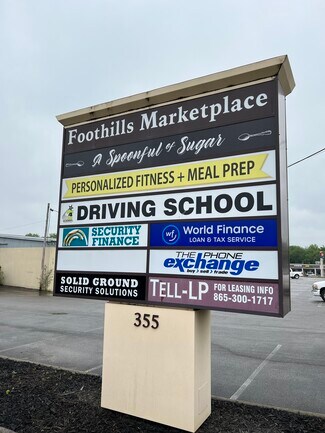 Foothills Marketplace
A Spoonful of Sugar
PERSONALIZED FITNESS + MEAL PREP
DRIVING SCHOOL
SECURITY
FINANCE
wf.
World Finance
LOAN & TAX SERVICE
THE PHONE
exchange
buy | sell | trade
SOLID GROUND
SECURITY SOLUTIONS
TELL-LP
FOR LEASING INFO
865-300-1717
355